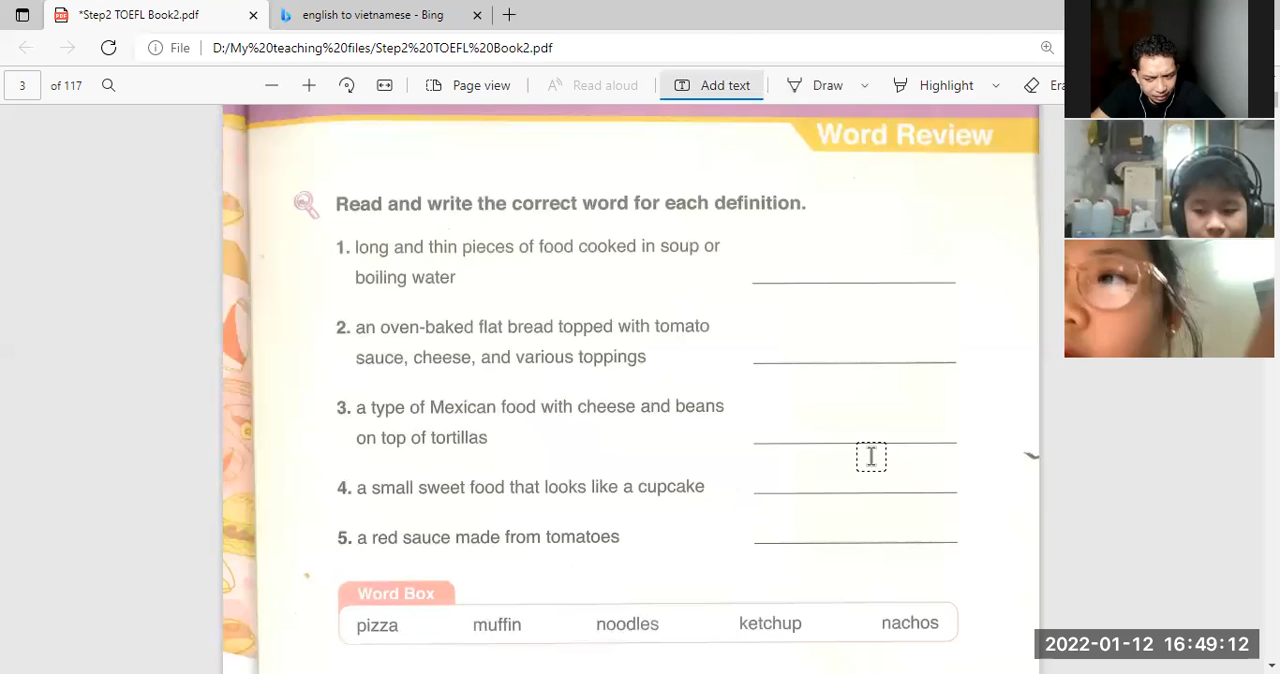 *Step2 TOEFL Book2.pdf
english to vietnamese - Bing
File
D:/My%20teaching%20files/Step2%20TOEFL%20Book2.pdf
3 of 117
Page view
Read aloud
Add text
Draw
Highlight
Era
Word Review
Read and write the correct word for each definition.
1. long and thin pieces of food cooked in soup or
boiling water
2. an oven-baked flat bread topped with tomato
sauce, cheese, and various toppings
3. a type of Mexican food with cheese and beans
on top of tortillas
4. a small sweet food that looks like a cupcake
5. a red sauce made from tomatoes
Word Box
pizza muffin noodles ketchup nachos
2022-01-12 16:49:12